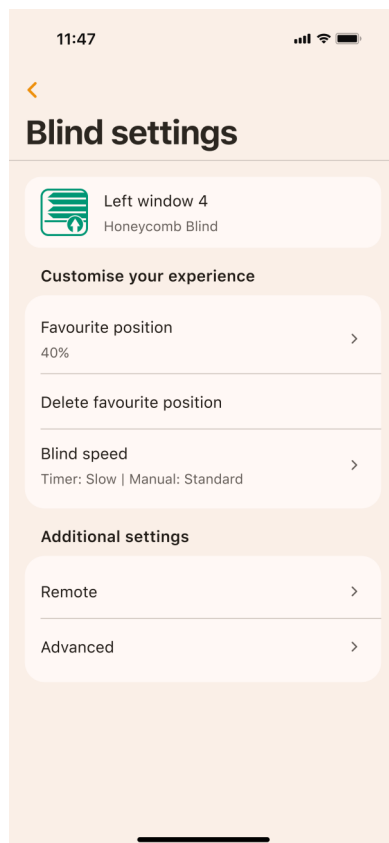 11:47
Blind settings
Left window 4
Honeycomb Blind
Customise your experience
Favourite position
40%
Delete favourite position
Blind speed
Timer: Slow | Manual: Standard
Additional settings
Remote
Advanced